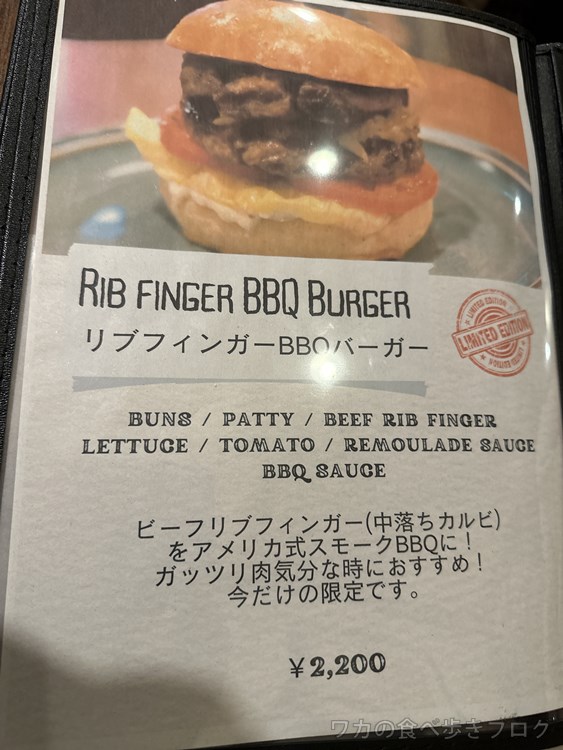 RIB FINGER BBQ BURGER
リブフィンガーBBQバーガー
LIMITED EDITION
LIMITED EDITION
BUNS / PATTY / BEEF RIB FINGER
LETTUCE / TOMATO / REMOULADE SAUCE
BBQ SAUCE
ビーフリブフィンガー(中落ちカルビ)
をアメリカ式スモークBBQに！
ガッツリ肉気分な時におすすめ！
今だけの限定です。
¥2,200
ワカの食べ歩きブログ